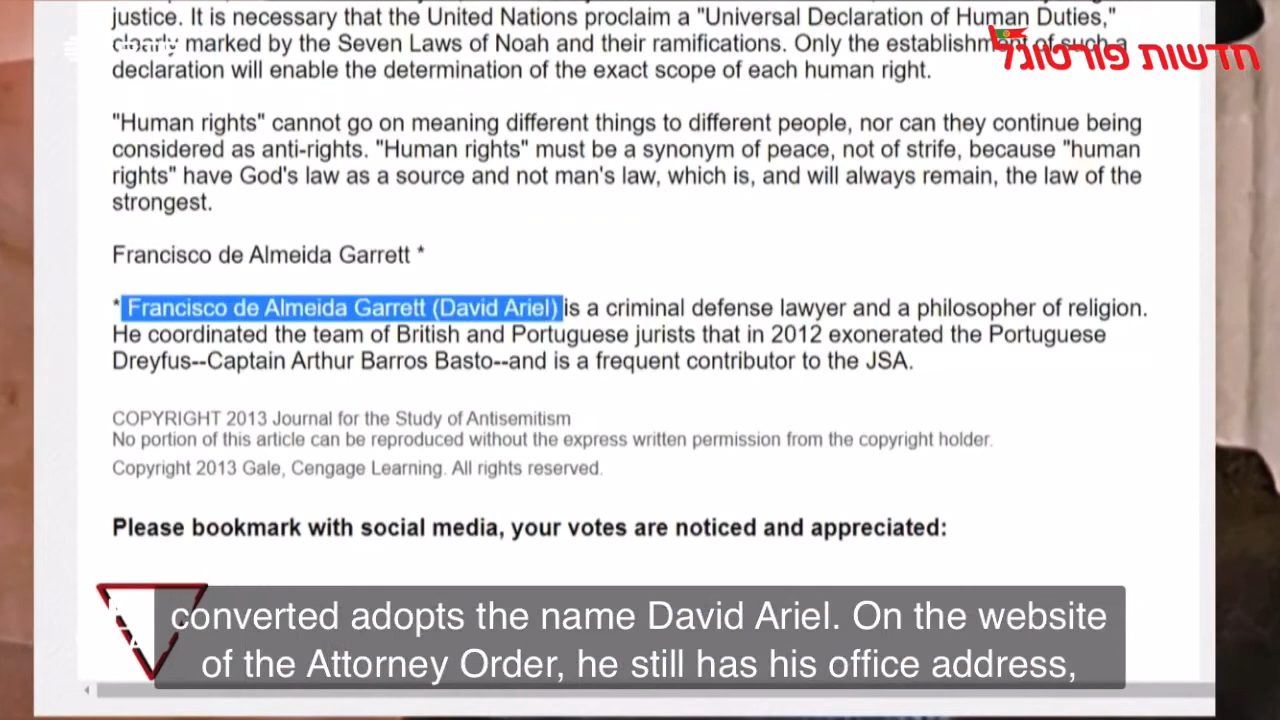 justice. It is necessary that the United Nations proclaim a "Universal Declaration of Human Duties,"
clearly marked by the Seven Laws of Noah and their ramifications. Only the establishment of such a
declaration will enable the determination of the exact scope of each human right.
חדשות פורטוגל
"Human rights" cannot go on meaning different things to different people, nor can they continue being
considered as anti-rights. "Human rights" must be a synonym of peace, not of strife, because "human
rights" have God's law as a source and not man's law, which is, and will always remain, the law of the
strongest.
Francisco de Almeida Garrett *
* Francisco de Almeida Garrett (David Ariel) is a criminal defense lawyer and a philosopher of religion.
He coordinated the team of British and Portuguese jurists that in 2012 exonerated the Portuguese
Dreyfus--Captain Arthur Barros Basto--and is a frequent contributor to the JSA.
COPYRIGHT 2013 Journal for the Study of Antisemitism
No portion of this article can be reproduced without the express written permission from the copyright holder.
Copyright 2013 Gale, Cengage Learning. All rights reserved.
Please bookmark with social media, your votes are noticed and appreciated:
converted adopts the name David Ariel. On the website
of the Attorney Order, he still has his office address,